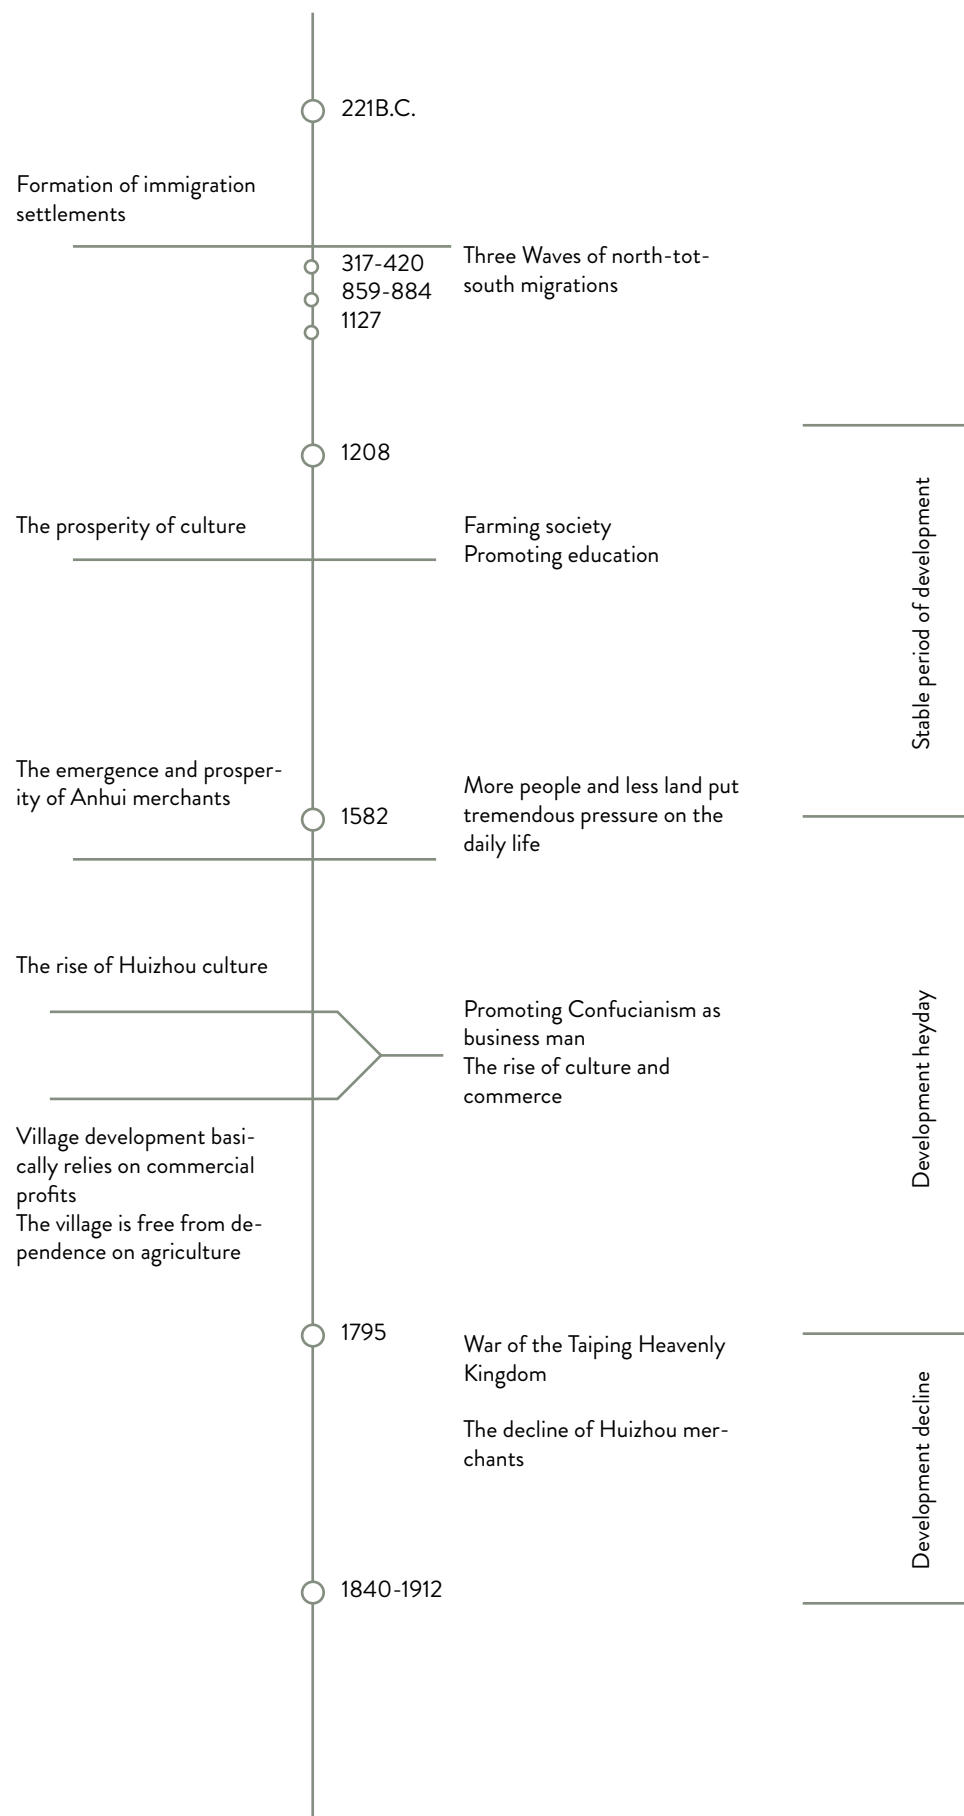 221B.C.
Formation of immigration
settlements
317-420
859-884
1127
Three Waves of north-tot-
south migrations
1208
The prosperity of culture
Farming society
Promoting education
Stable period of development
The emergence and prosper-
ity of Anhui merchants
1582
More people and less land put
tremendous pressure on the
daily life
The rise of Huizhou culture
Promoting Confucianism as
business man
The rise of culture and
commerce
Development heyday
Village development basi-
cally relies on commercial
profits
The village is free from de-
pendence on agriculture
1795
War of the Taiping Heavenly
Kingdom
The decline of Huizhou mer-
chants
Development decline
1840-1912